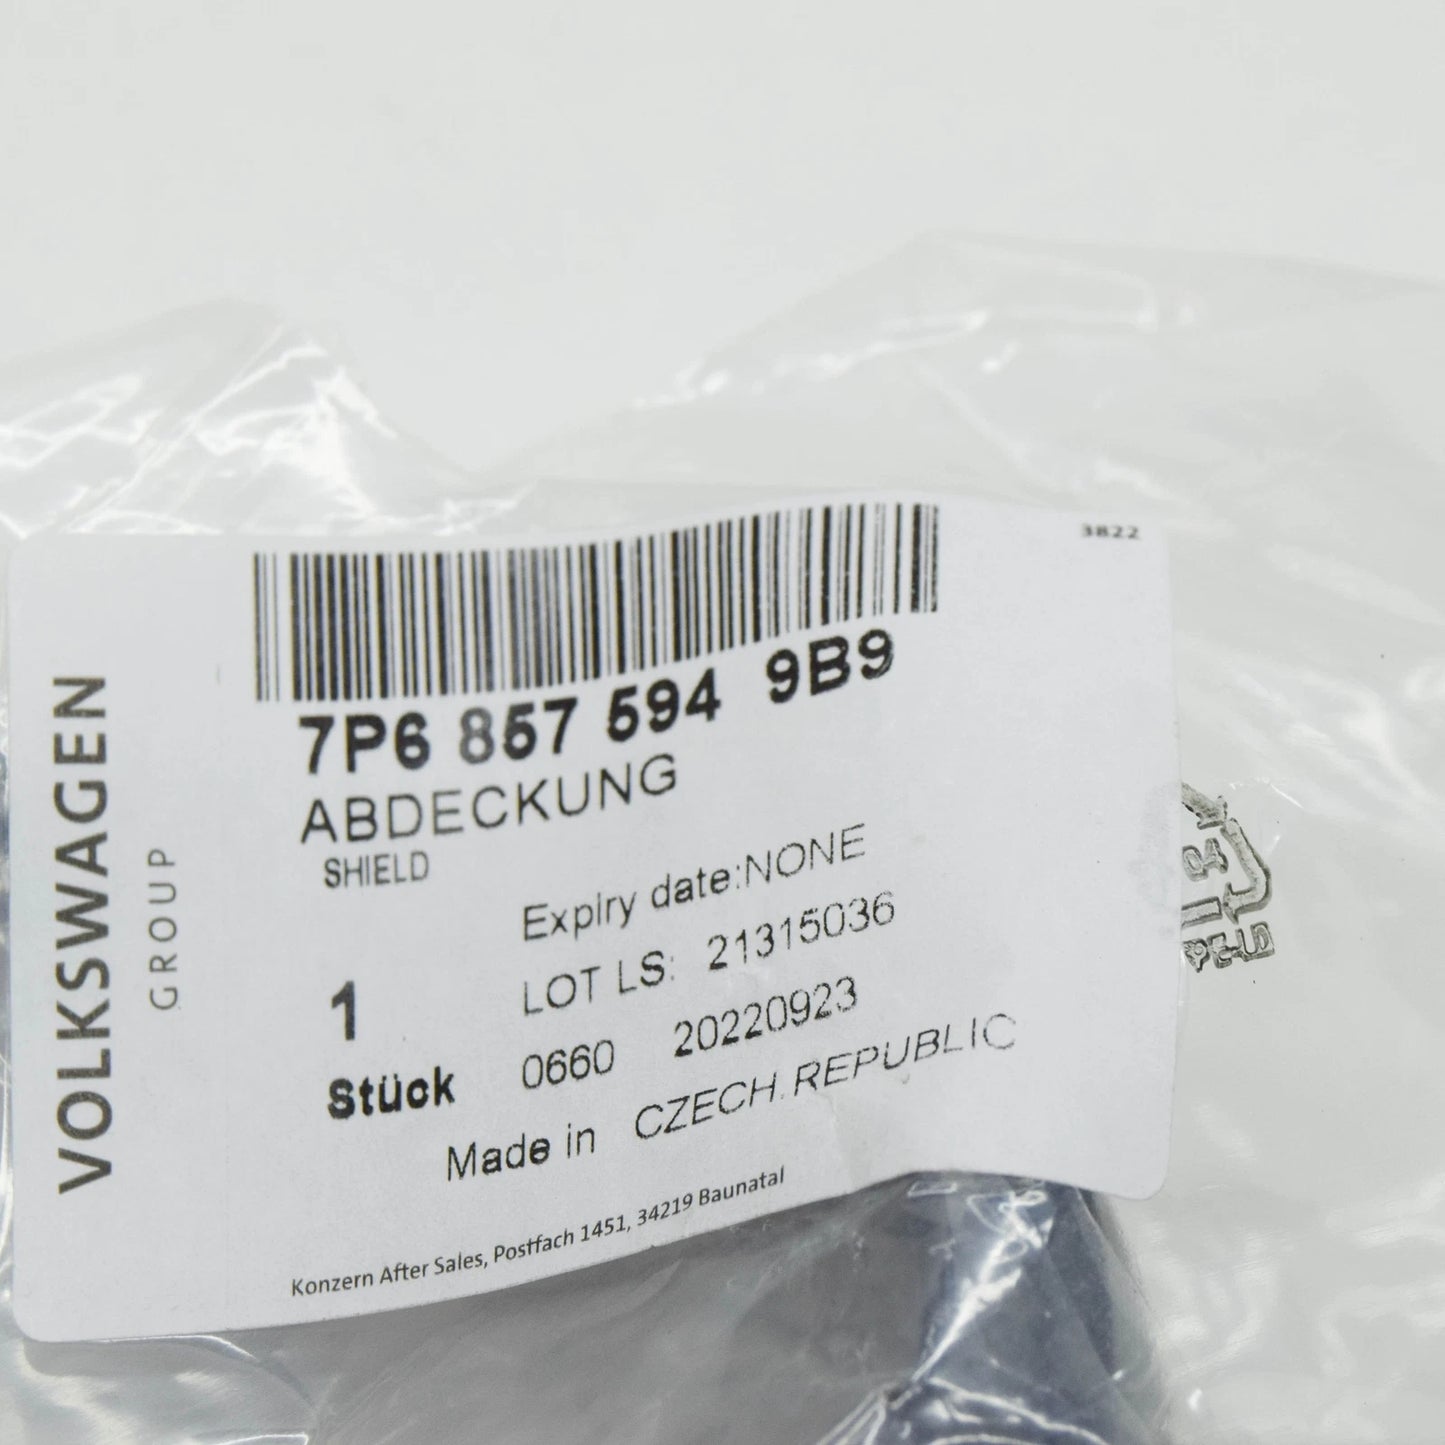 3822
VOLKSWAGEN
GROUP
7P6 857 594 9B9
ABDECKUNG
SHIELD
Expiry date:NONE
LOT LS: 21315036
1
Stück
0660 20220923
Made in CZECH.REPUBLIC
Konzern After Sales, Postfach 1451, 34219 Baunatal
04